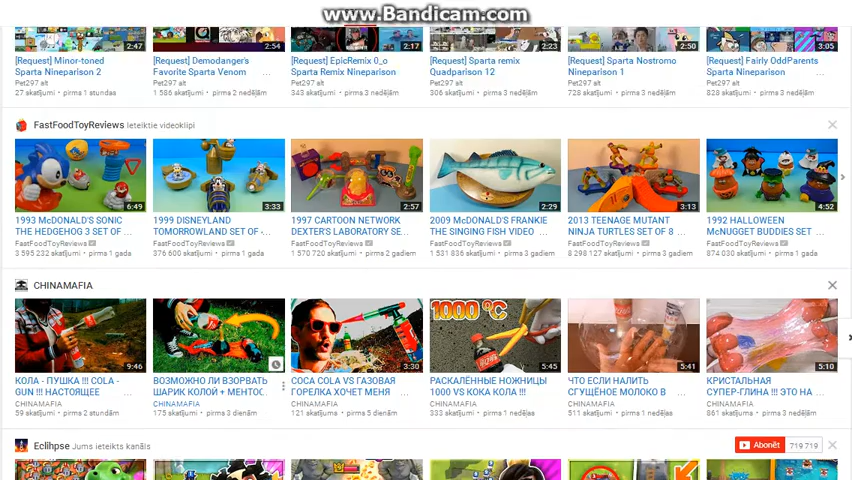 www.Bandicam.com
2:47
2:54
2:17
2:23
2:50
3:05
[Request] Minor-toned
Sparta Nineparison 2
Pet297 alt
27 skatījumi • pirms 1 stundas
[Request] Demodanger's
Favorite Sparta Venom ...
Pet297 alt
1 586 skatījumi • pirms 2 nedēļām
[Request] EpicRemix 0_o
Sparta Remix Nineparison
Pet297 alt
343 skatījumi • pirms 3 nedēļām
[Request] Sparta remix
Quadparison 12
Pet297 alt
306 skatījumi • pirms 3 nedēļām
[Request] Sparta Nostromo
Nineparison 1
Pet297 alt
728 skatījumi • pirms 3 nedēļām
[Request] Fairly OddParents
Sparta Nineparison ...
Pet297 alt
828 skatījumi • pirms 3 nedēļām
FastFoodToyReviews Ieteiktie videoklipi
6:49
3:33
2:57
2:29
3:13
4:52
1993 McDONALD'S SONIC
THE HEDGEHOG 3 SET OF ...
FastFoodToyReviews
3 595 232 skatījumi • pirms 1 gada
1999 DISNEYLAND
TOMORROWLAND SET OF ...
FastFoodToyReviews
376 600 skatījumi • pirms 1 gada
1997 CARTOON NETWORK
DEXTER'S LABORATORY SE...
FastFoodToyReviews
1 570 720 skatījumi • pirms 2 gadiem
2009 McDONALD'S FRANKIE
THE SINGING FISH VIDEO ...
FastFoodToyReviews
1 531 836 skatījumi • pirms 3 gadiem
2013 TEENAGE MUTANT
NINJA TURTLES SET OF 8 ...
FastFoodToyReviews
8 298 127 skatījumi • pirms 3 gadiem
1992 HALLOWEEN
McNUGGET BUDDIES SET ...
FastFoodToyReviews
874 030 skatījumi • pirms 1 gada
CHINAMAFIA
9:46
3:30
1000 °C
5:45
5:41
5:10
КОЛА - ПУШКА !!! COLA -
GUN !!! НАСТОЯЩЕЕ ...
CHINAMAFIA
59 skatījumi • pirms 2 stundām
ВОЗМОЖНО ЛИ ВЗОРВАТЬ
ШАРИК КОЛОЙ + МЕНТОС...
CHINAMAFIA
175 skatījumi • pirms 3 dienām
COCA COLA VS ГАЗОВАЯ
ГОРЕЛКА ХОЧЕТ МЕНЯ ...
CHINAMAFIA
121 skatījumi • pirms 5 dienām
РАСКАЛЁННЫЕ НОЖНИЦЫ
1000 VS КОКА КОЛА !!!
CHINAMAFIA
333 skatījumi • pirms 1 nedēļas
ЧТО ЕСЛИ НАЛИТЬ
СГУЩЁНОЕ МОЛОКО В ...
CHINAMAFIA
511 skatījumi • pirms 1 nedēļas
КРИСТАЛЬНАЯ
СУПЕР-ГЛИНА !!! ЭТО НА ...
CHINAMAFIA
861 skatījums • pirms 3 nedēļām
Eclihpse Jums ieteikts kanāls
Abonēt
719 719